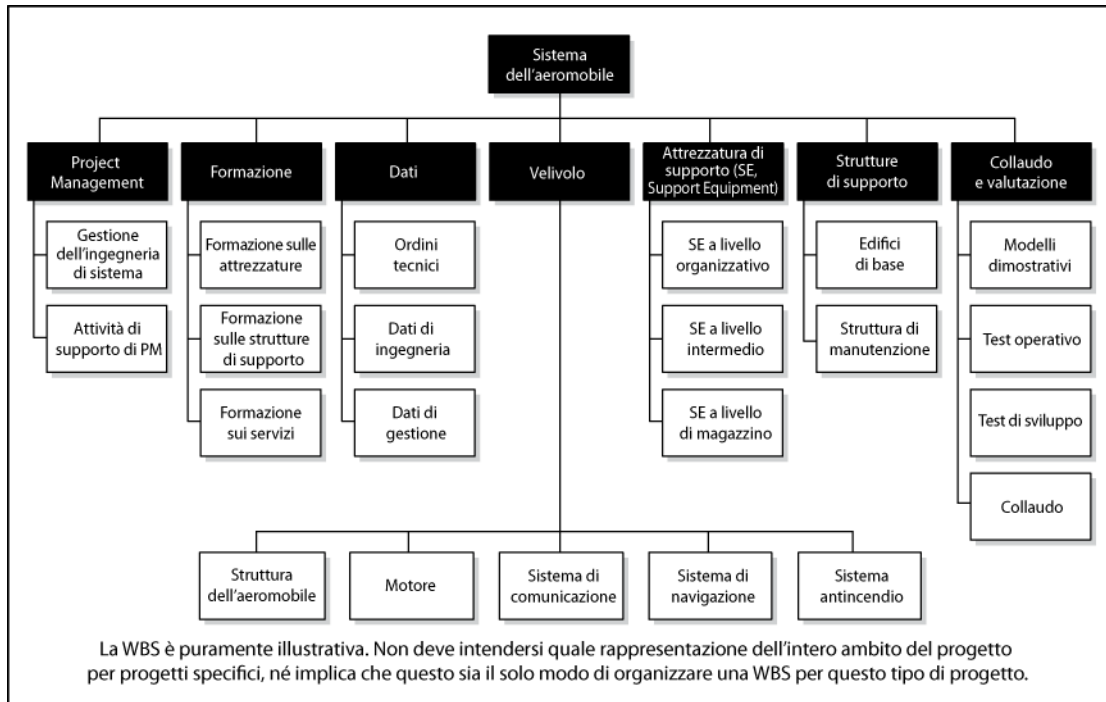 Sistema
dell'aeromobile
Project
Management
Formazione
Dati
Velivolo
Attrezzatura di
supporto (SE,
Support Equipment)
Strutture
di supporto
Collaudo
e valutazione
Gestione
dell'ingegneria
di sistema
Attività di
supporto di PM
Formazione sulle
attrezzature
Formazione
sulle strutture
di supporto
Formazione
sui servizi
Ordini
tecnici
Dati di
ingegneria
Dati di
gestione
SE a livello
organizzativo
SE a livello
intermedio
SE a livello
di magazzino
Edifici
di base
Struttura di
manutenzione
Modelli
dimostrativi
Test operativo
Test di sviluppo
Collaudo
Struttura
dell'aeromobile
Motore
Sistema di
comunicazione
Sistema di
navigazione
Sistema
antincendio
La WBS è puramente illustrativa. Non deve intendersi quale rappresentazione dell'intero ambito del progetto
per progetti specifici, né implica che questo sia il solo modo di organizzare una WBS per questo tipo di progetto.